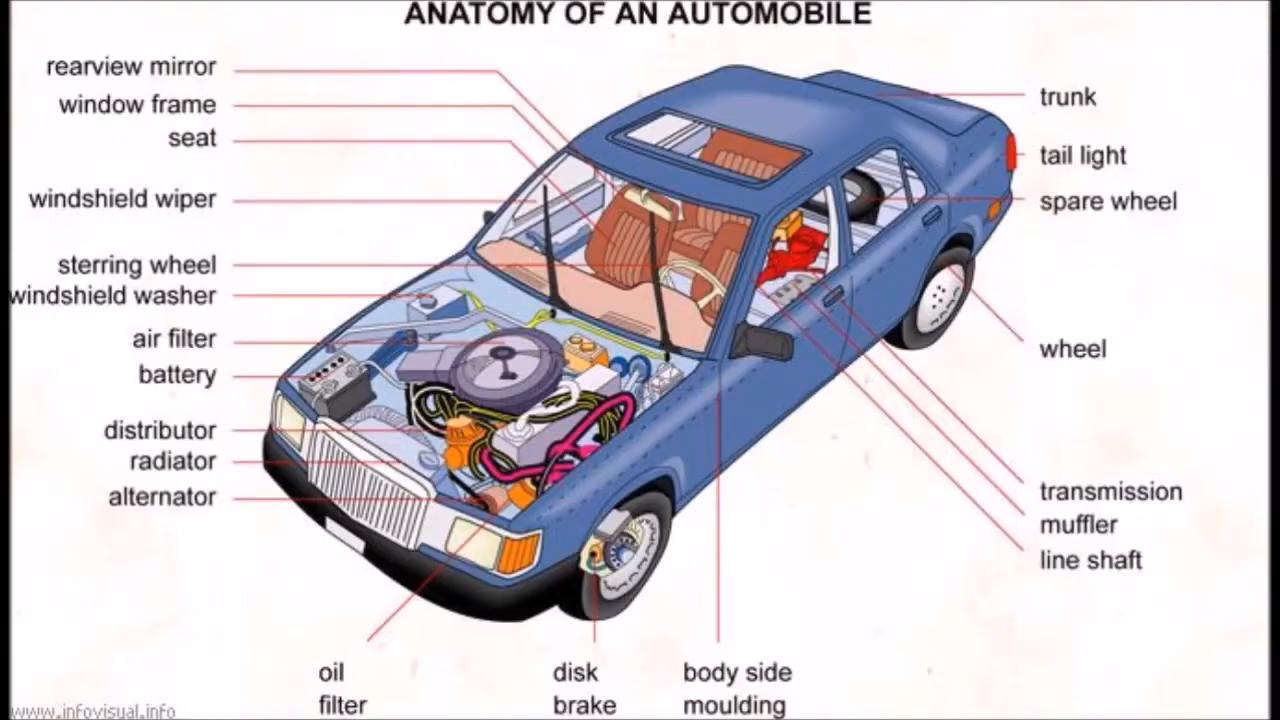 ANATOMY OF AN AUTOMOBILE
rearview mirror
window frame
seat
windshield wiper
sterring wheel
windshield washer
air filter
battery
distributor
radiator
alternator
oil
filter
disk
brake
body side
moulding
trunk
tail light
spare wheel
wheel
transmission
muffler
line shaft
www.infovisual.info